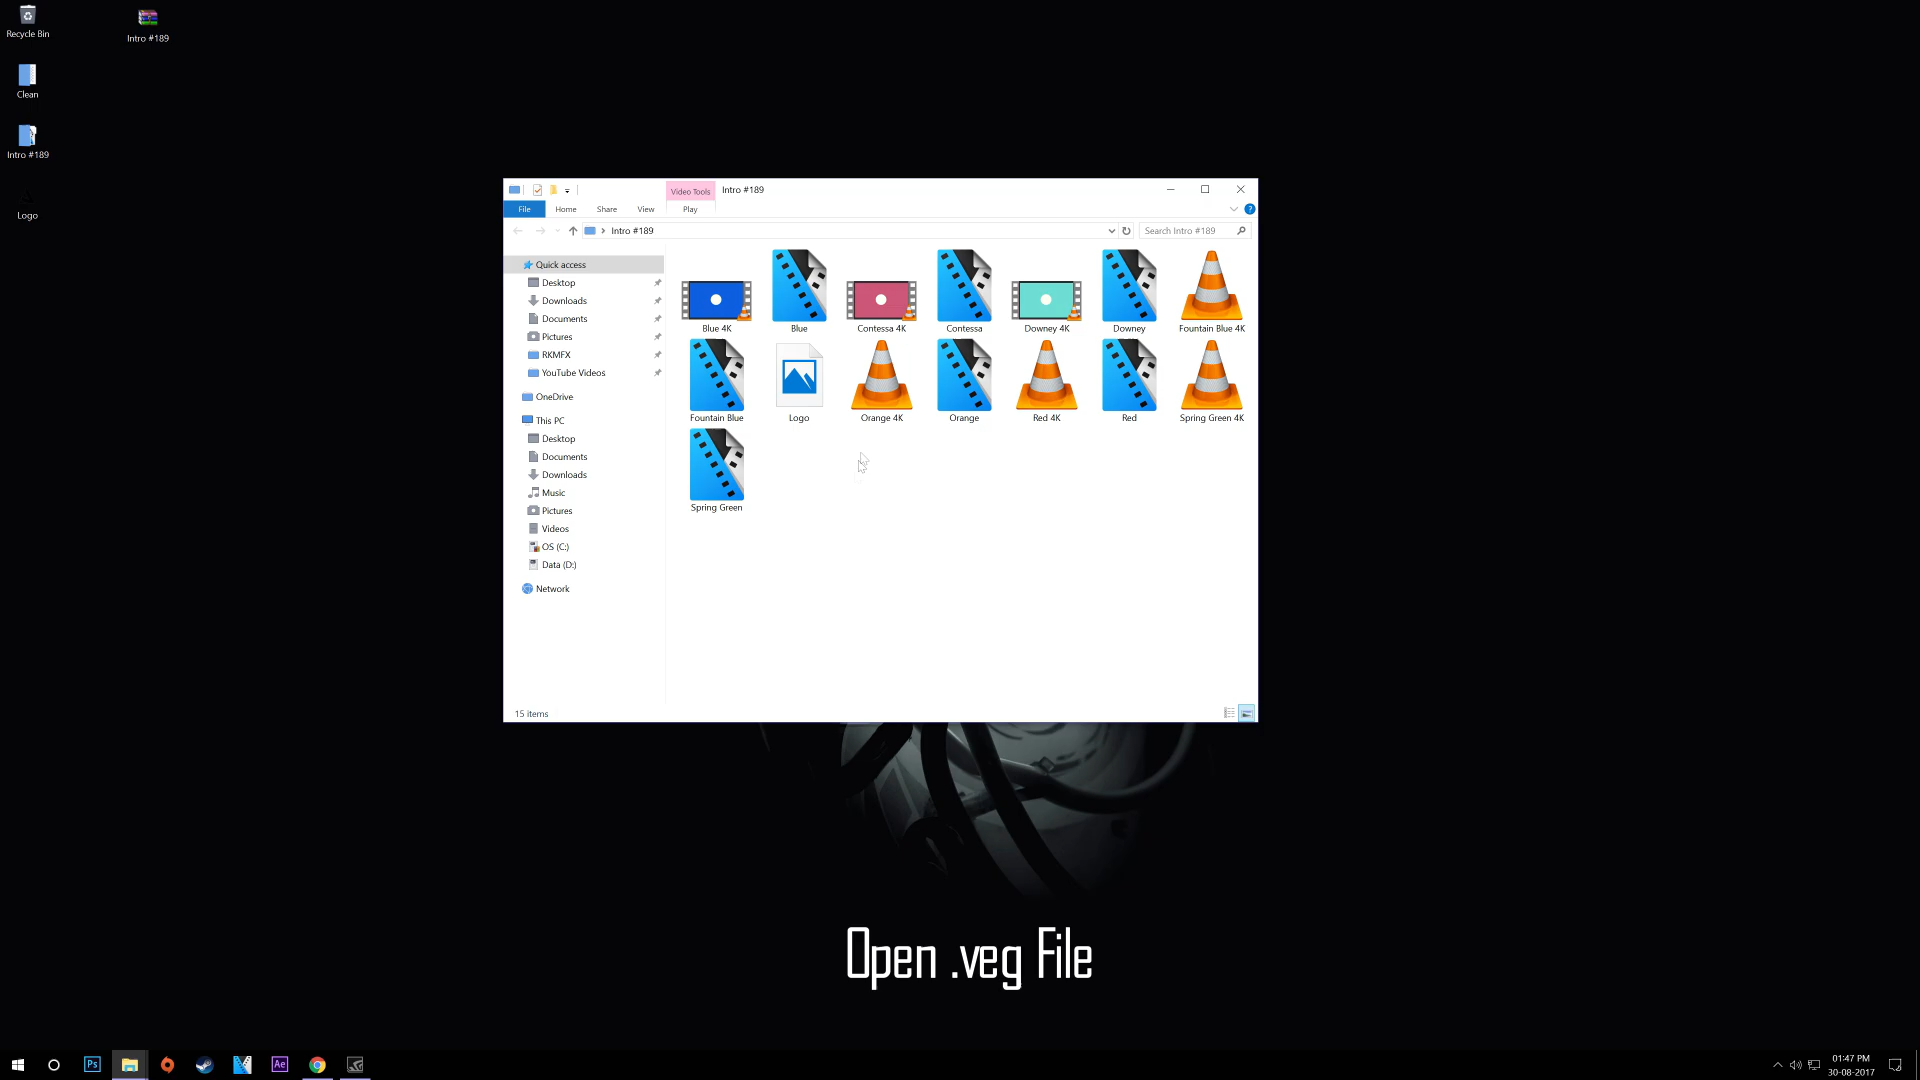 Recycle Bin
Intro #189
Clean
Intro #189
Logo
Video Tools
Intro #189
File
Home
Share
View
Play
Intro #189
Search Intro #189
Quick access
Desktop
Downloads
Documents
Pictures
RKMFX
YouTube Videos
OneDrive
This PC
Desktop
Documents
Downloads
Music
Pictures
Videos
OS (C:)
Data (D:)
Network
Blue 4K
Blue
Contessa 4K
Contessa
Downey 4K
Downey
Fountain Blue 4K
Fountain Blue
Logo
Orange 4K
Orange
Red 4K
Red
Spring Green 4K
Spring Green
15 items
Open .veg File
Ps
Ae
01:47 PM
30-08-2017